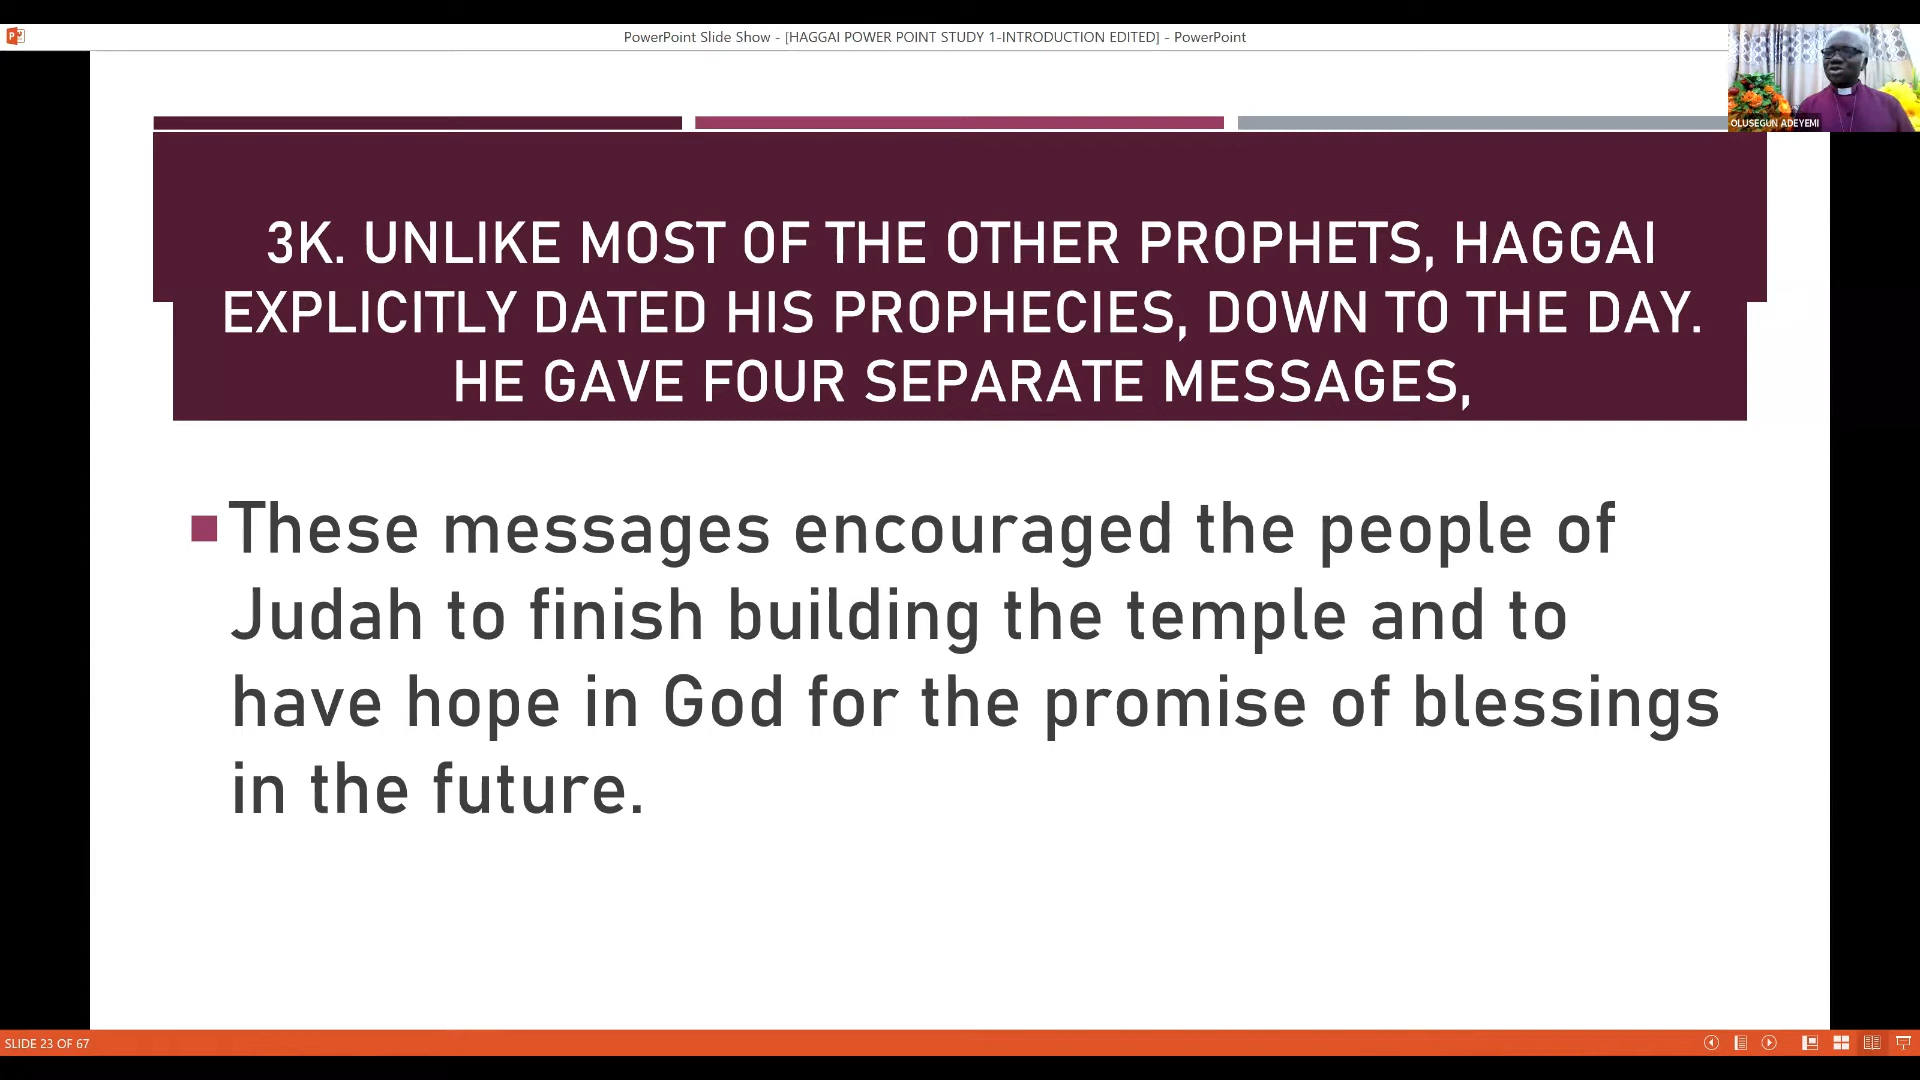 PowerPoint Slide Show - [HAGGAI POWER POINT STUDY 1-INTRODUCTION EDITED] - PowerPoint
OLUSEGUN ADEYEMI
3K. UNLIKE MOST OF THE OTHER PROPHETS, HAGGAI
EXPLICITLY DATED HIS PROPHECIES, DOWN TO THE DAY.
HE GAVE FOUR SEPARATE MESSAGES,
These messages encouraged the people of
Judah to finish building the temple and to
have hope in God for the promise of blessings
in the future.
SLIDE 23 OF 67